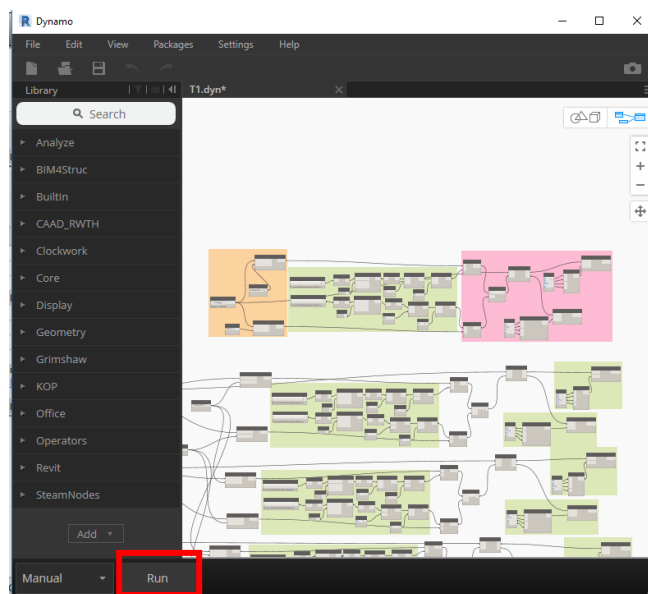 R Dynamo
File Edit View Packages Settings Help
Library
T1.dyn*
Search
Analyze
BIM4Struc
BuiltIn
CAAD_RWTH
Clockwork
Core
Display
Geometry
Grimshaw
KOP
Office
Operators
Revit
SteamNodes
Add
Manual
Run